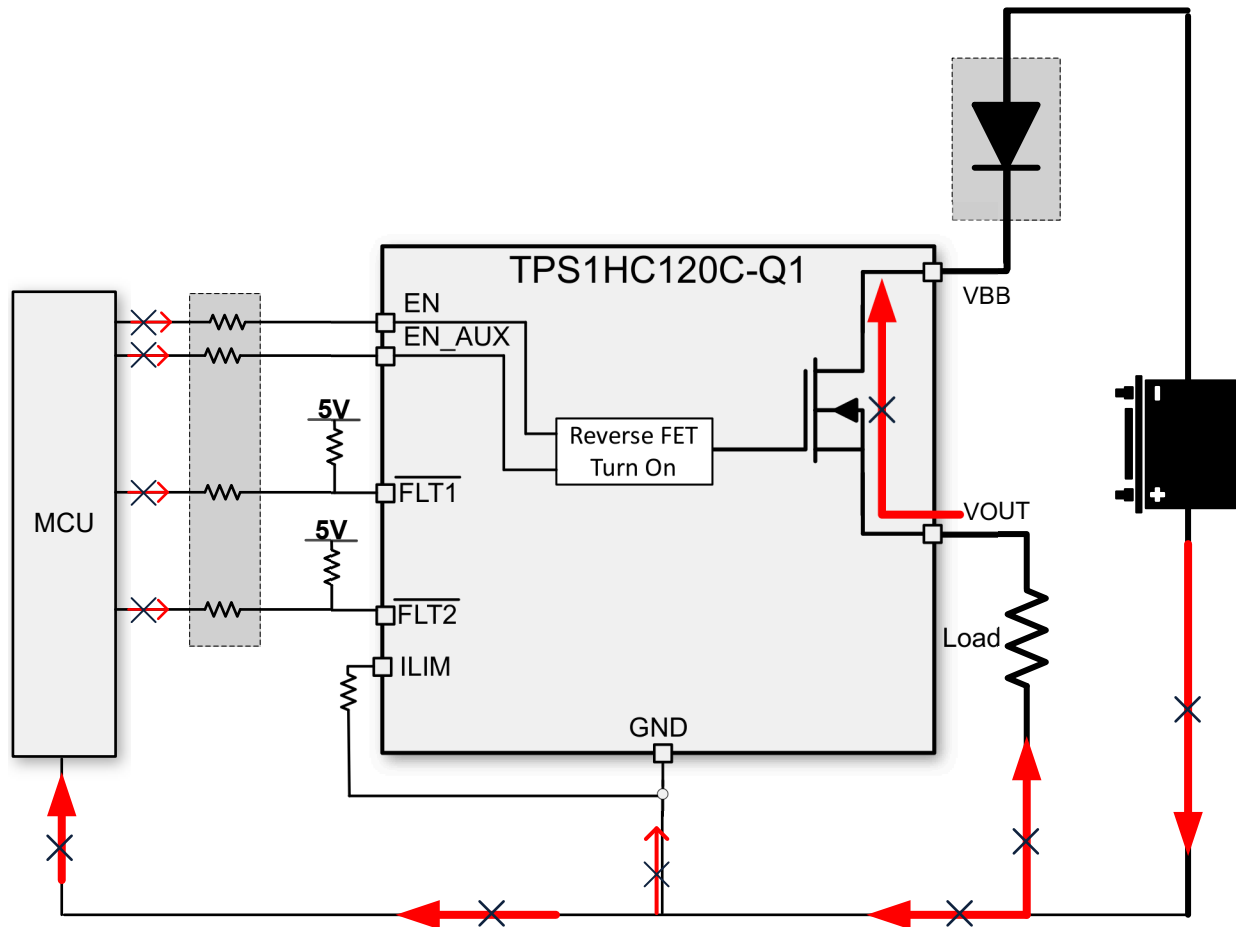 TPS1HC120C-Q1
VBB
EN
EN_AUX
5V
Reverse FET
Turn On
FLT1
MCU
VOUT
5V
FLT2
Load
ILIM
GND
-
+